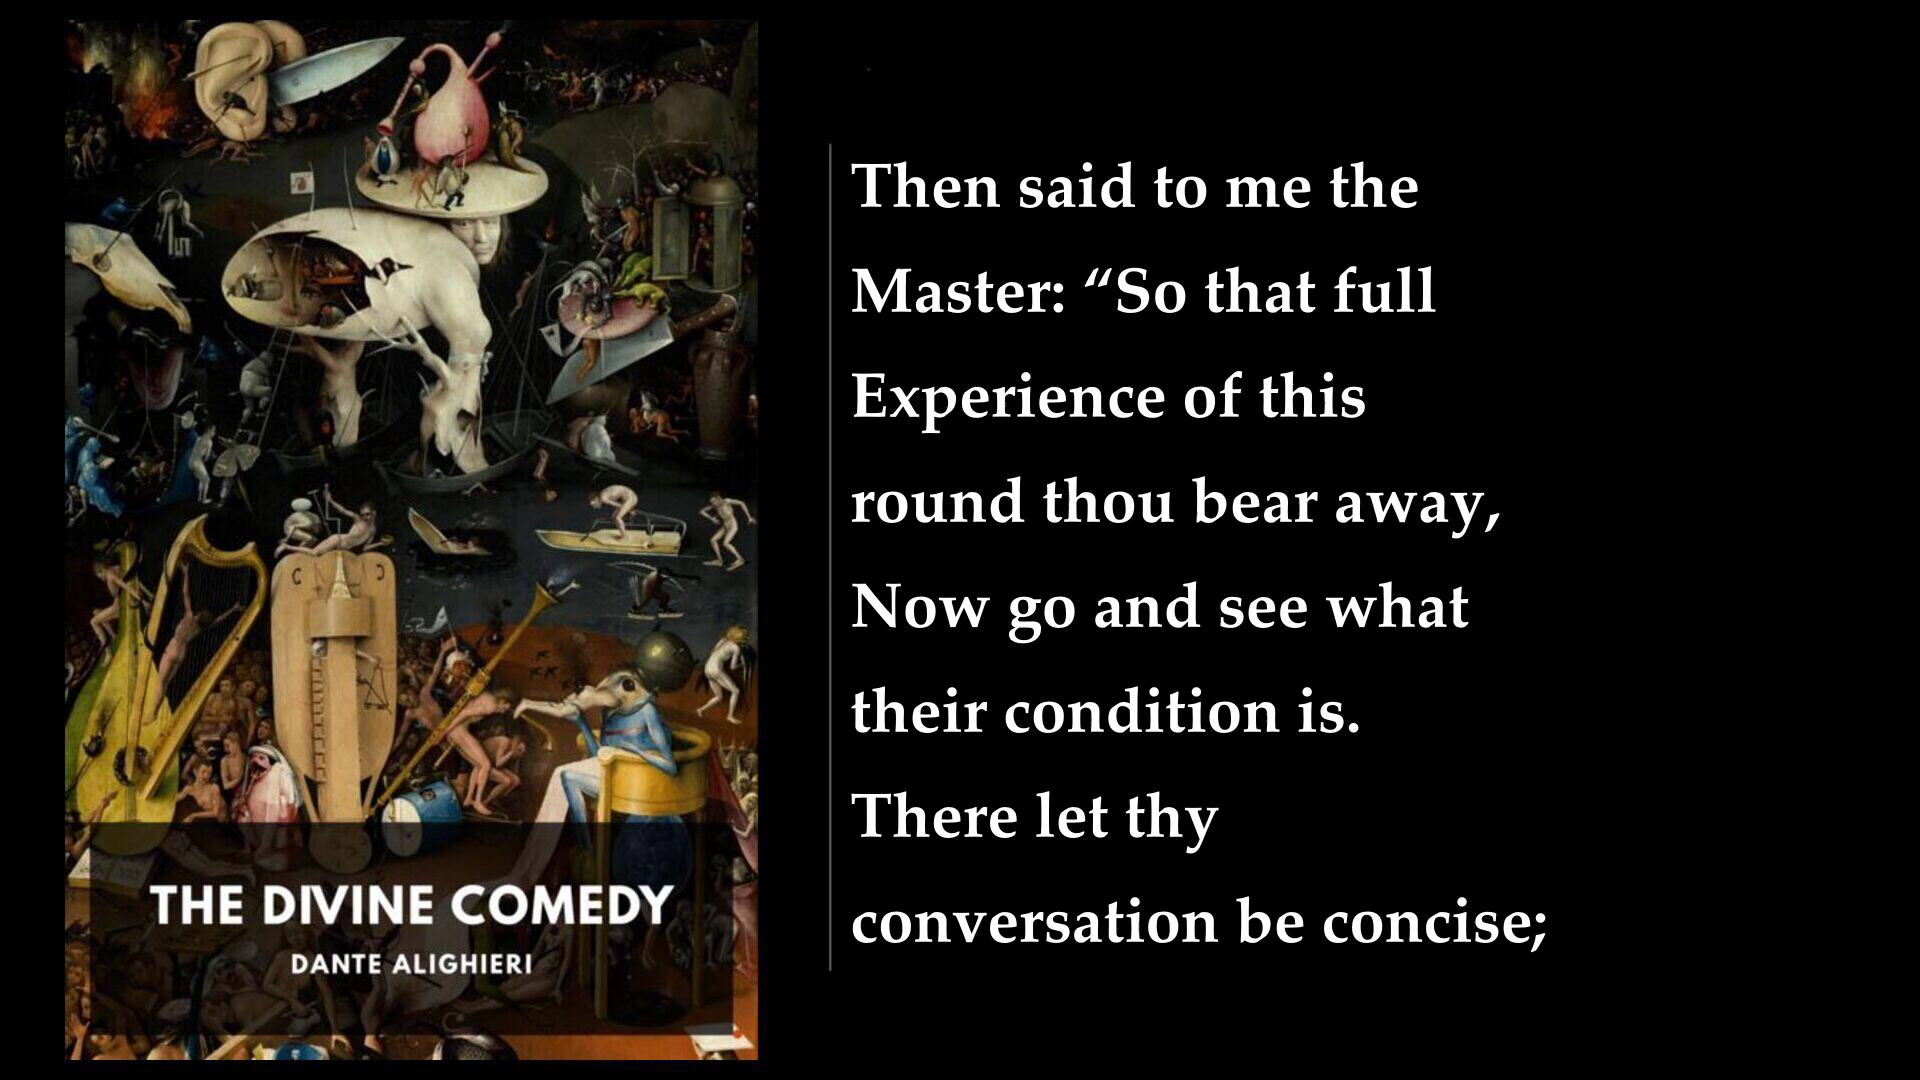 THE DIVINE COMEDY
DANTE ALIGHIERI
Then said to me the
Master: “So that full
Experience of this
round thou bear away,
Now go and see what
their condition is.
There let thy
conversation be concise;